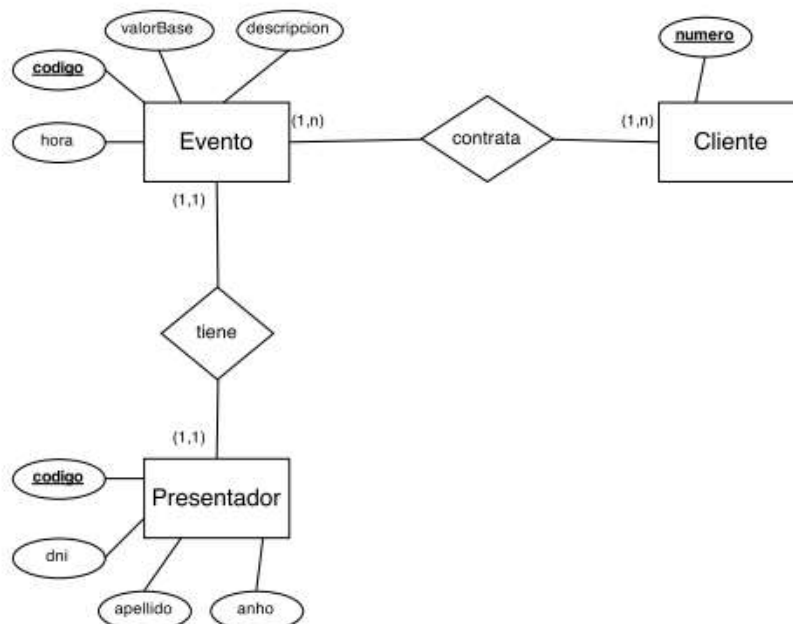 valorBase
descripcion
numero
codigo
hora
Evento
(1,n)
contrata
(1,n)
Cliente
(1,1)
tiene
(1,1)
codigo
Presentador
dni
apellido
anho